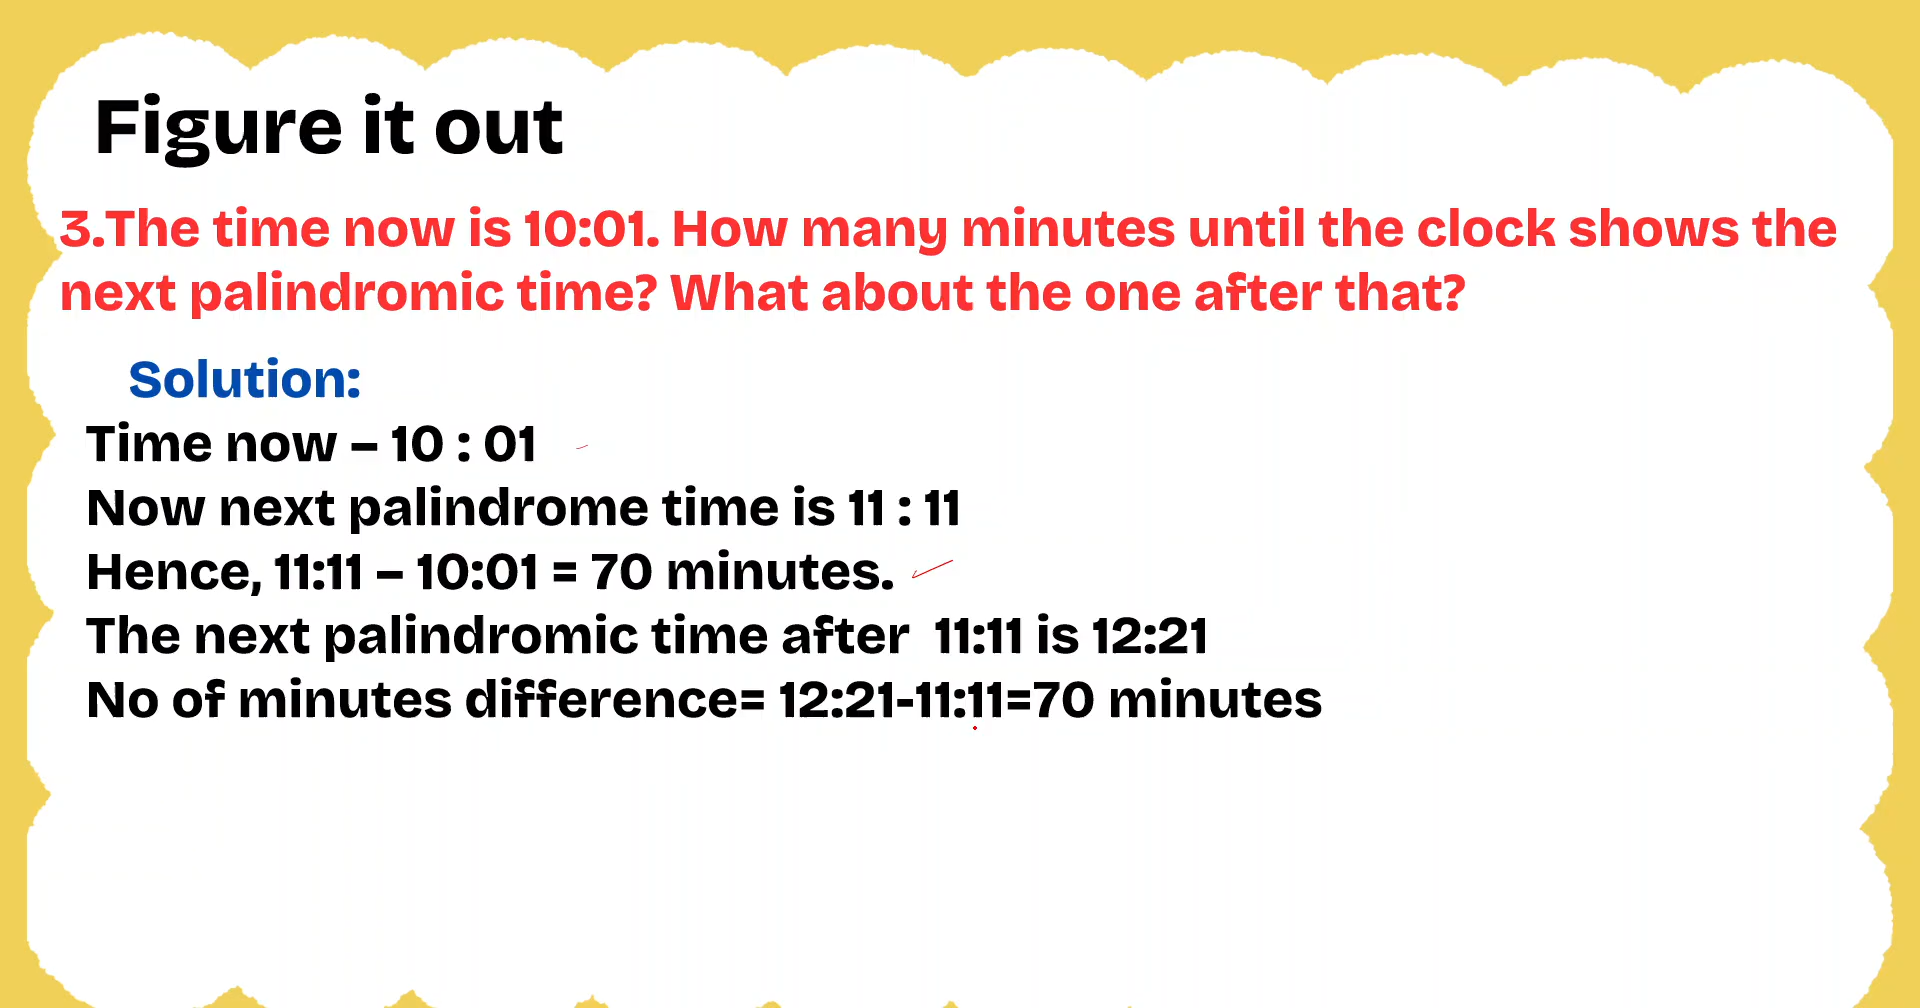 Figure it out
3.The time now is 10:01. How many minutes until the clock shows the
next palindromic time? What about the one after that?
Solution:
Time now – 10 : 01
Now next palindrome time is 11 : 11
Hence, 11:11 – 10:01 = 70 minutes.
The next palindromic time after 11:11 is 12:21
No of minutes difference= 12:21-11:11=70 minutes